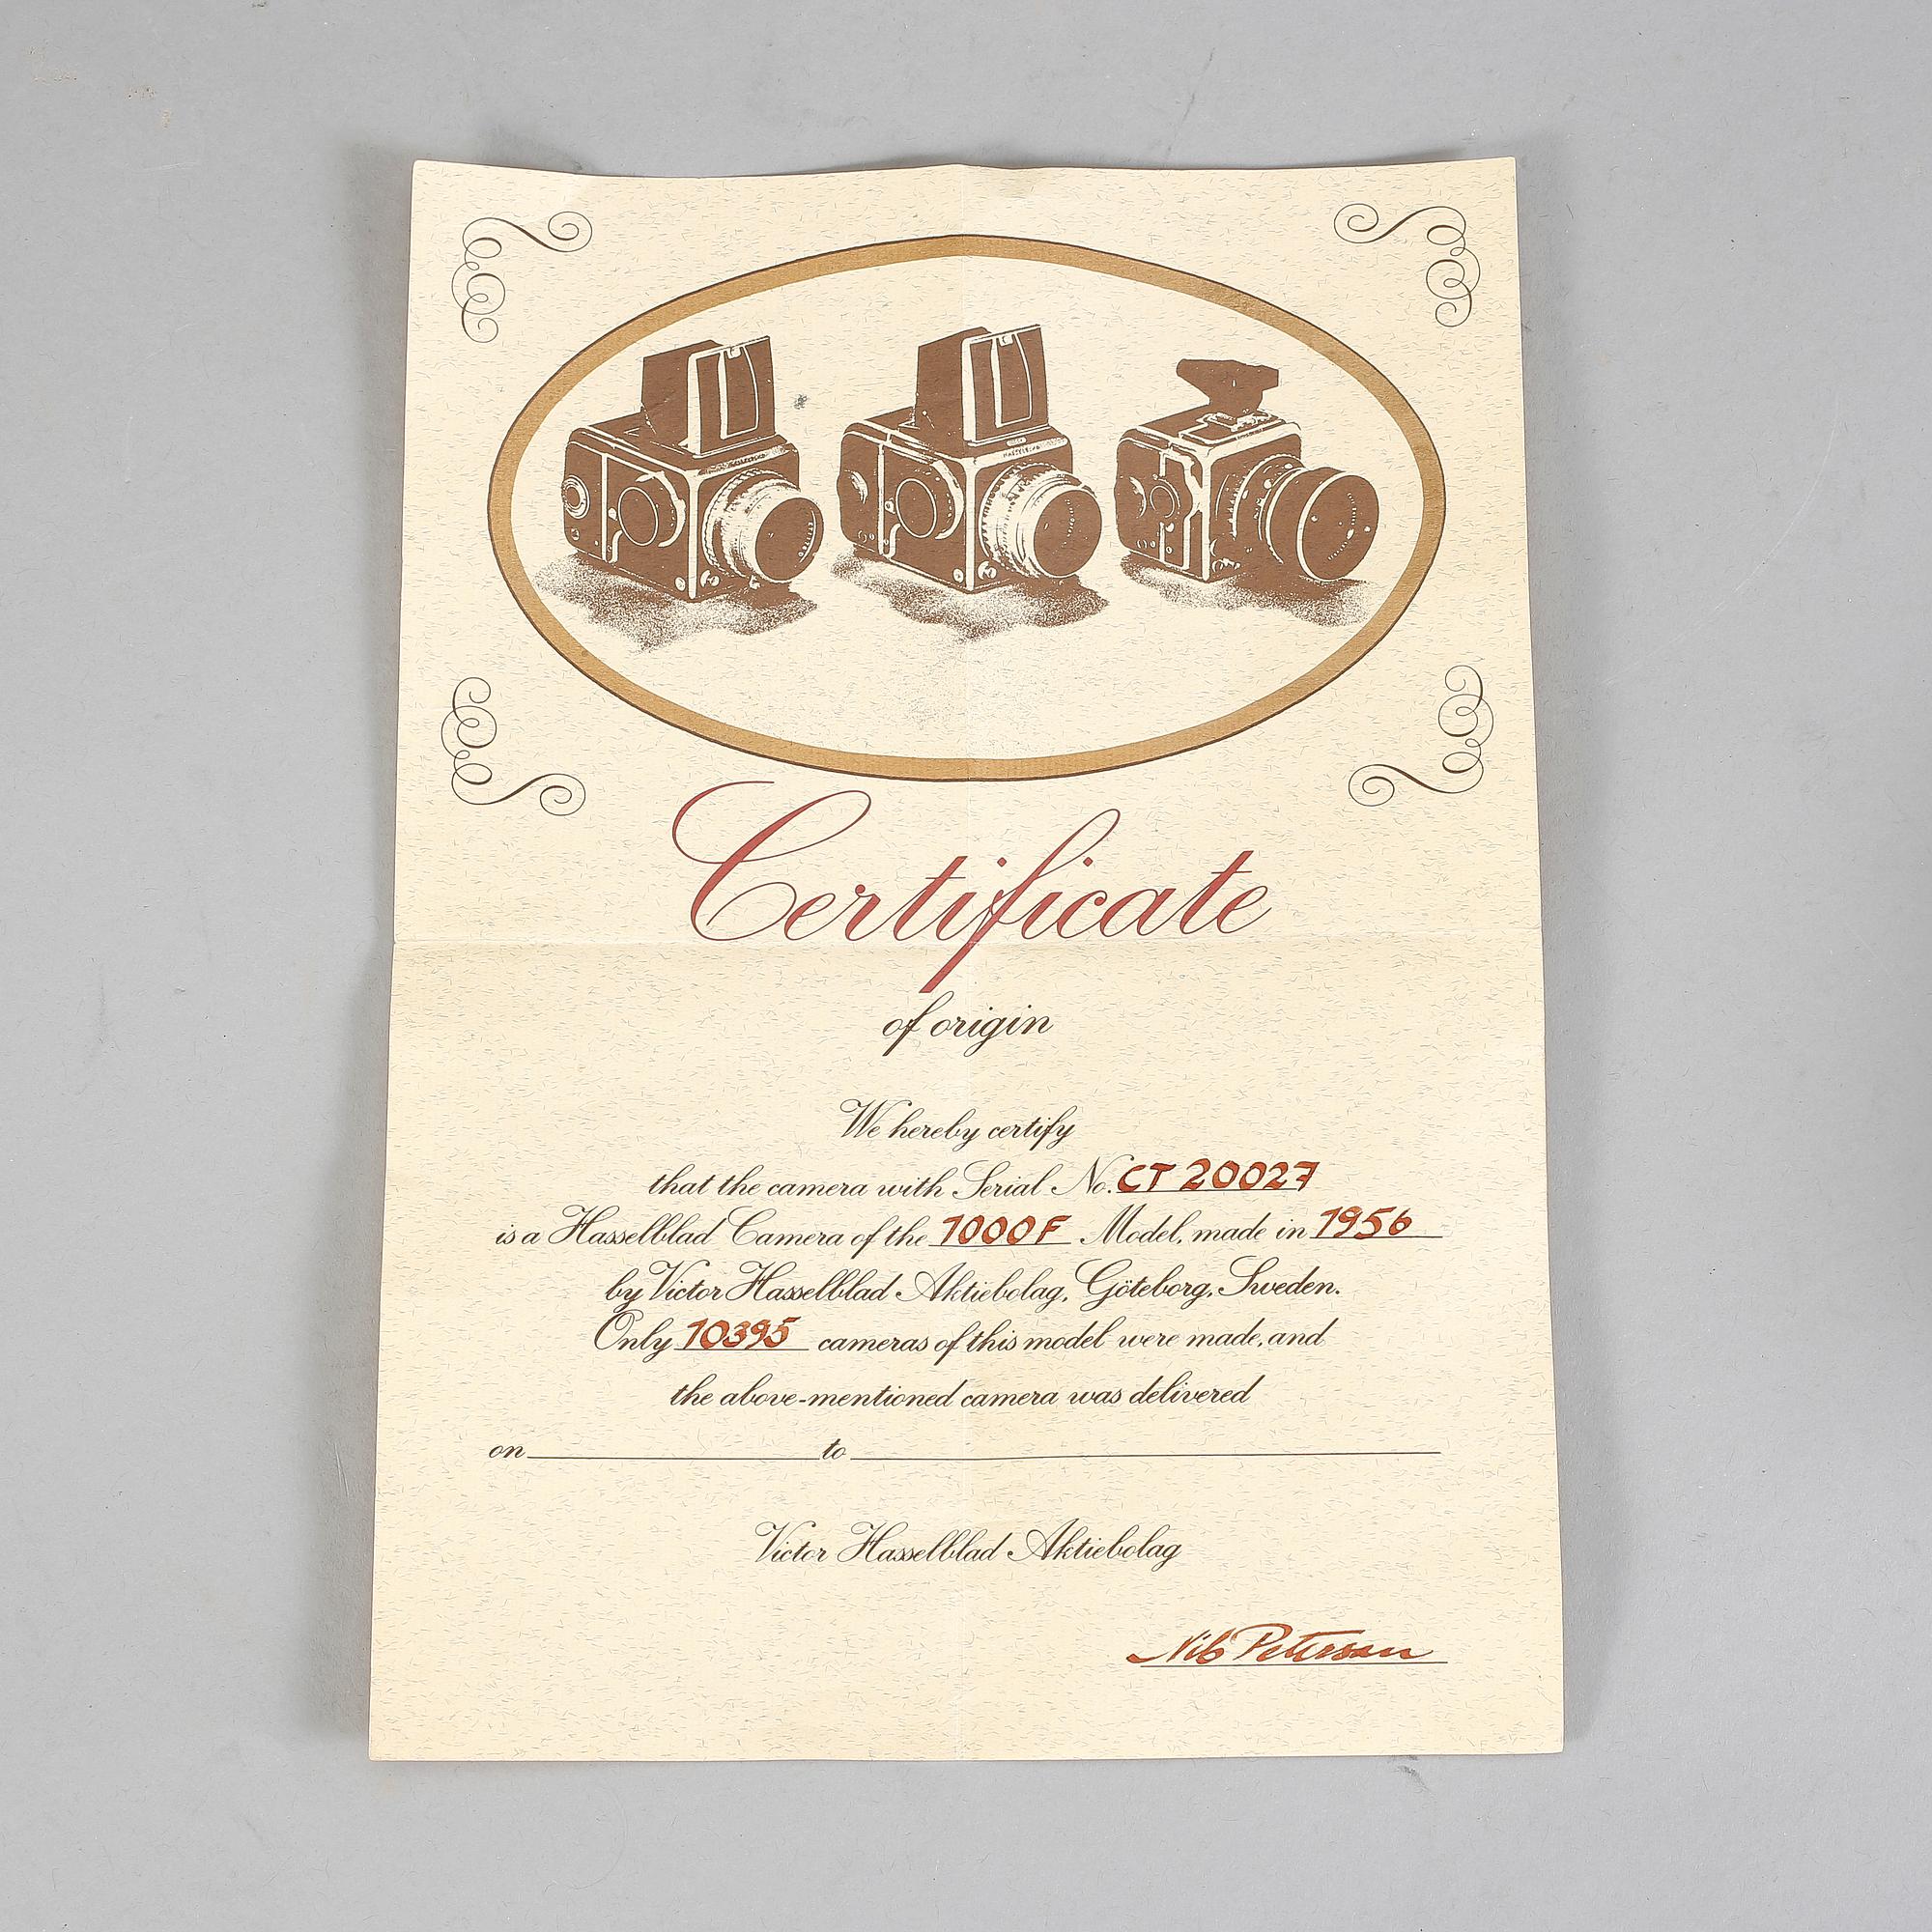 Certificate
of origin
We hereby certify
that the camera with Serial No. CT 20027
is a Hasselblad Camera of the 1000F Model, made in 1956
by Victor Hasselblad Aktiebolag, Göteborg, Sweden.
Only 10395 cameras of this model were made, and
the above-mentioned camera was delivered
on to
Victor Hasselblad Aktiebolag
Nils Peterson